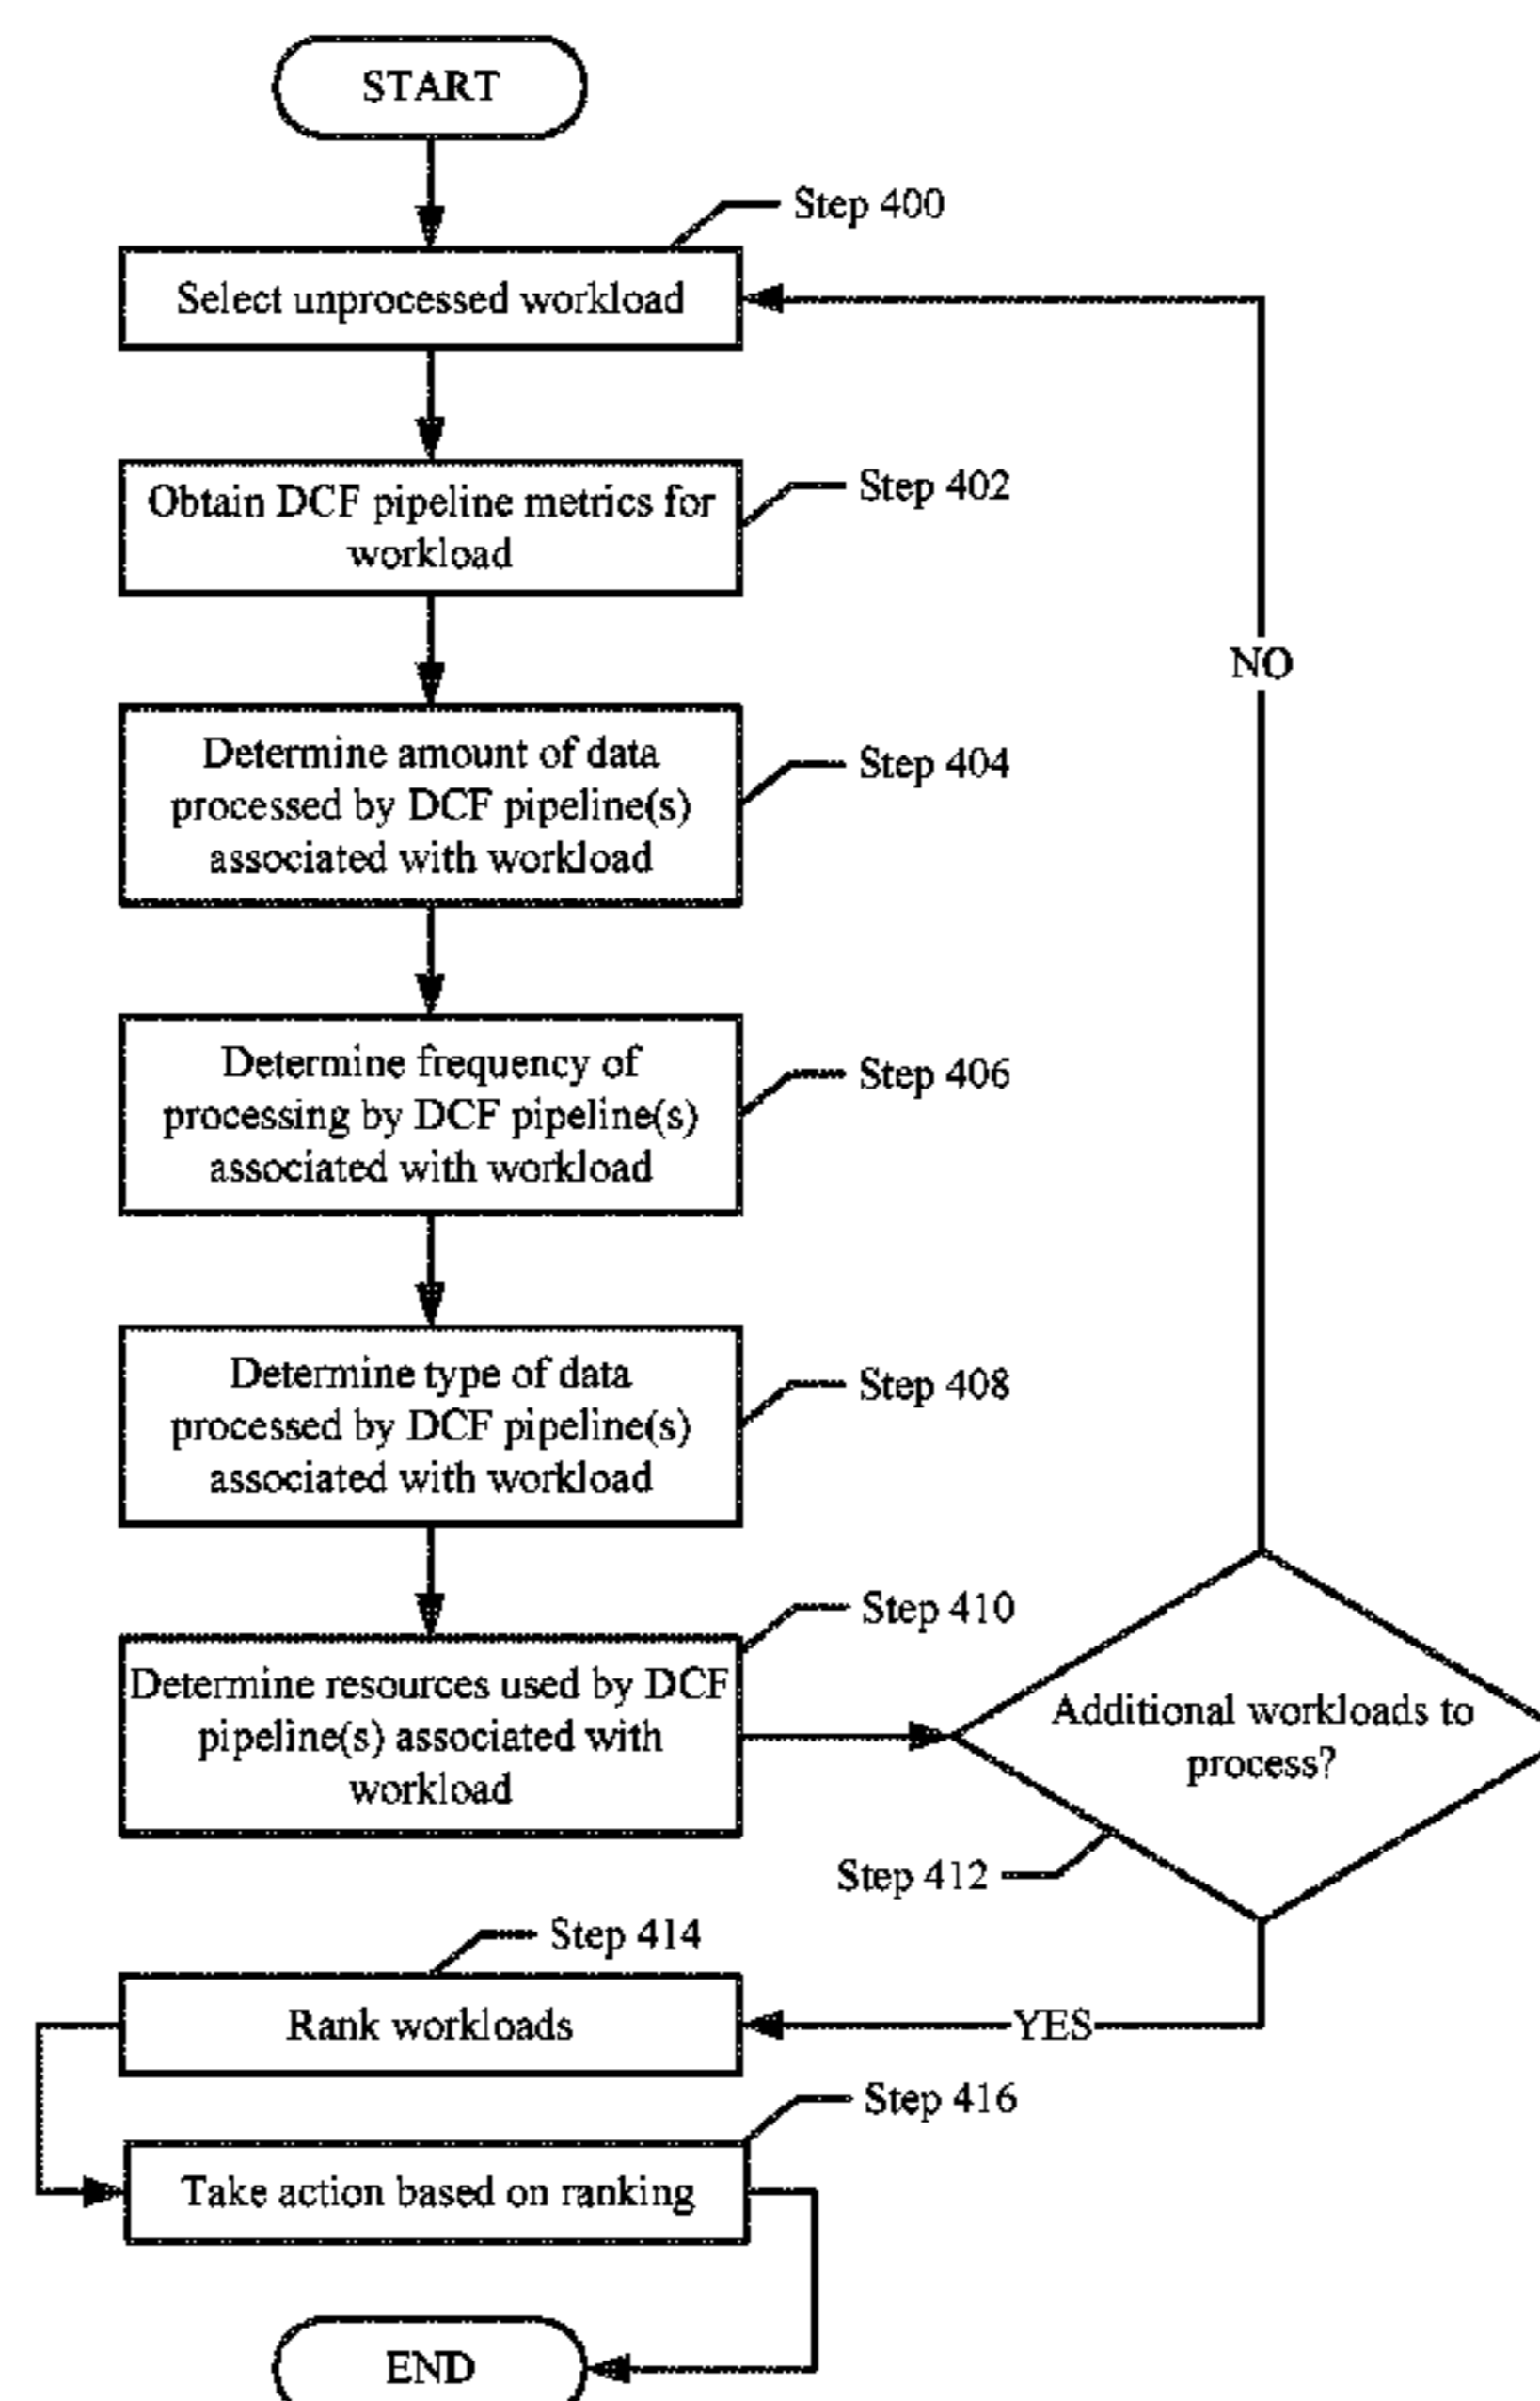 START
Step 400
Select unprocessed workload
Step 402
Obtain DCF pipeline metrics for
workload
NO
Step 404
Determine amount of data
processed by DCF pipeline(s)
associated with workload
Step 406
Determine frequency of
processing by DCF pipeline(s)
associated with workload
Step 408
Determine type of data
processed by DCF pipeline(s)
associated with workload
Step 410
Determine resources used by DCF
pipeline(s) associated with
workload
Additional workloads to
process?
Step 412
Step 414
Rank workloads
YES
Step 416
Take action based on ranking
END